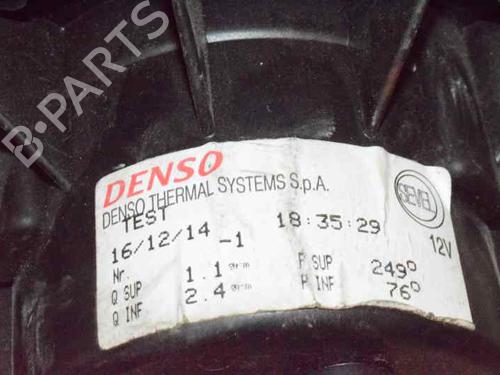 B·PARTS
DENSO
DENSO THERMAL SYSTEMS S.p.A.
SEVEL
TEST
16/12/14 18:35:29
Nr. -1 12V
Q SUP 1.1 P SUP 249°
Q INF 2.4 P INF 76°